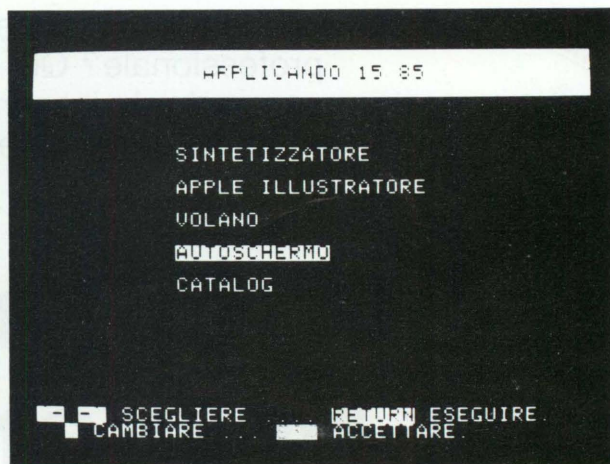 APPLICANDO 15 85
SINTETIZZATORE
APPLE ILLUSTRATORE
VOLANO
AUTOSCHERMO
CATALOG
SCEGLIERE .... RETURN ESEGUIRE.
CAMBIARE ... ACCETTARE.